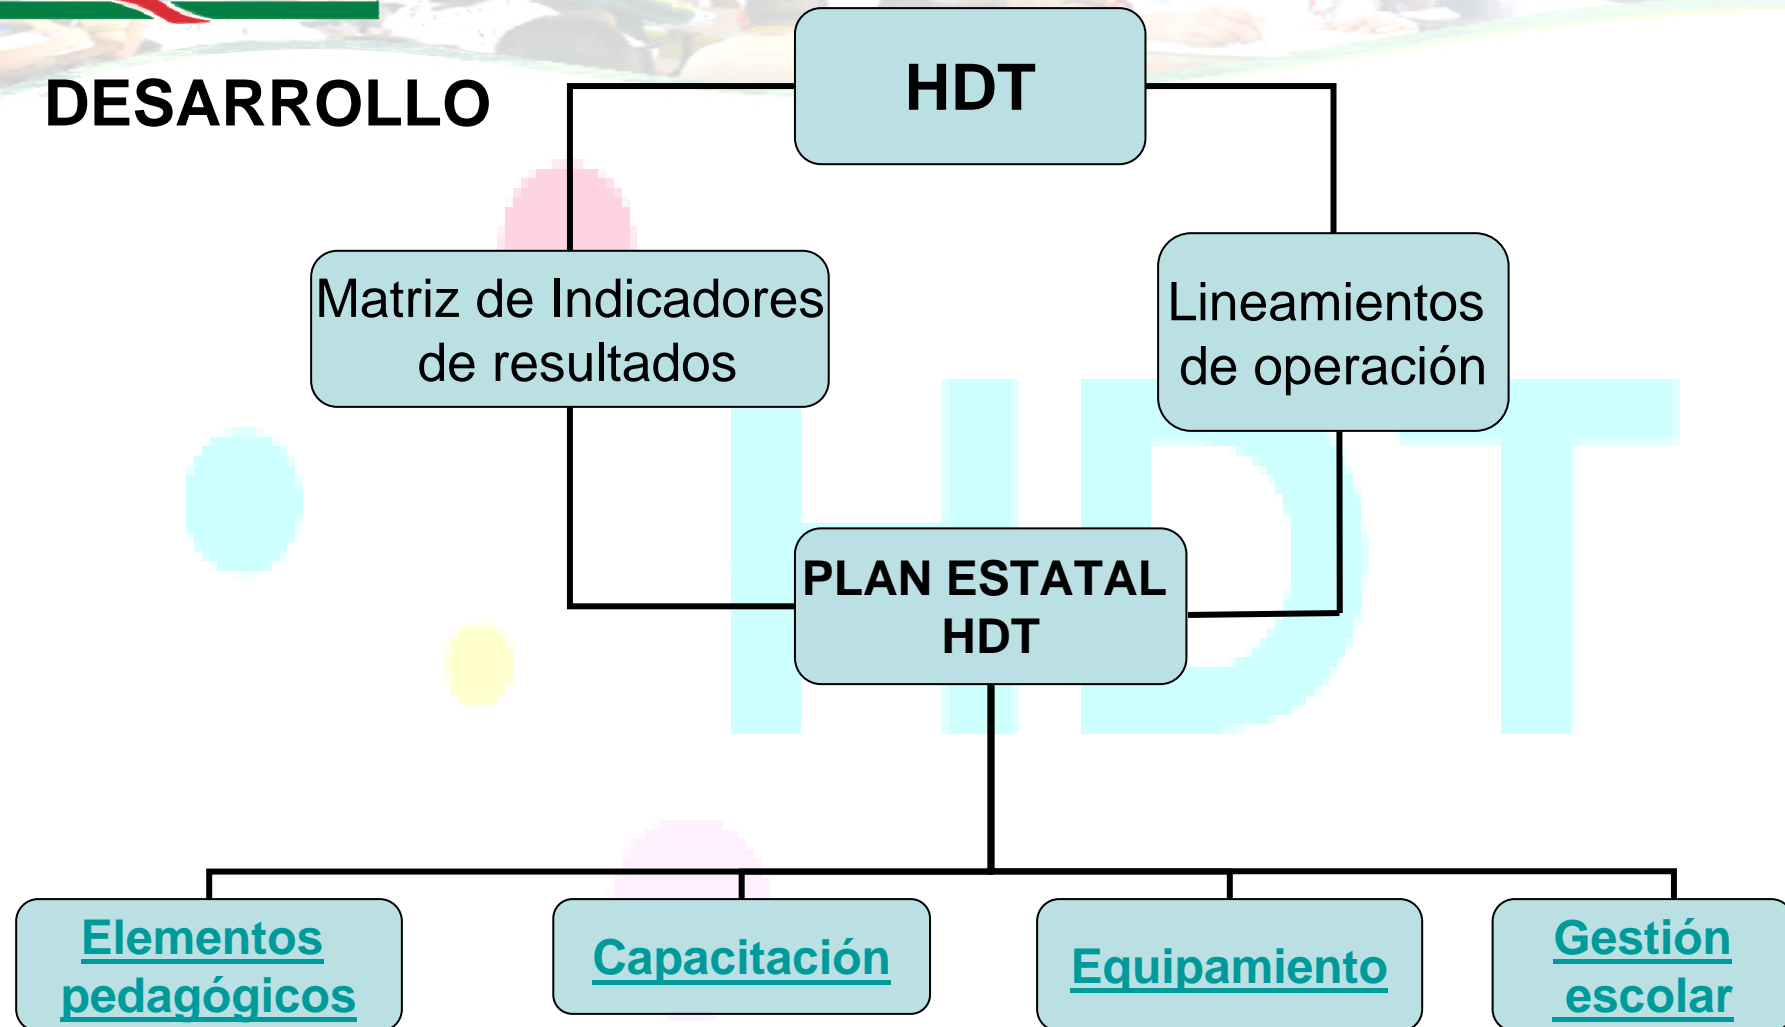 DESARROLLO
HDT
Matriz de Indicadores
de resultados
Lineamientos
de operación
HDT
PLAN ESTATAL
HDT
Elementos
pedagógicos
Capacitación
Equipamiento
Gestión
escolar